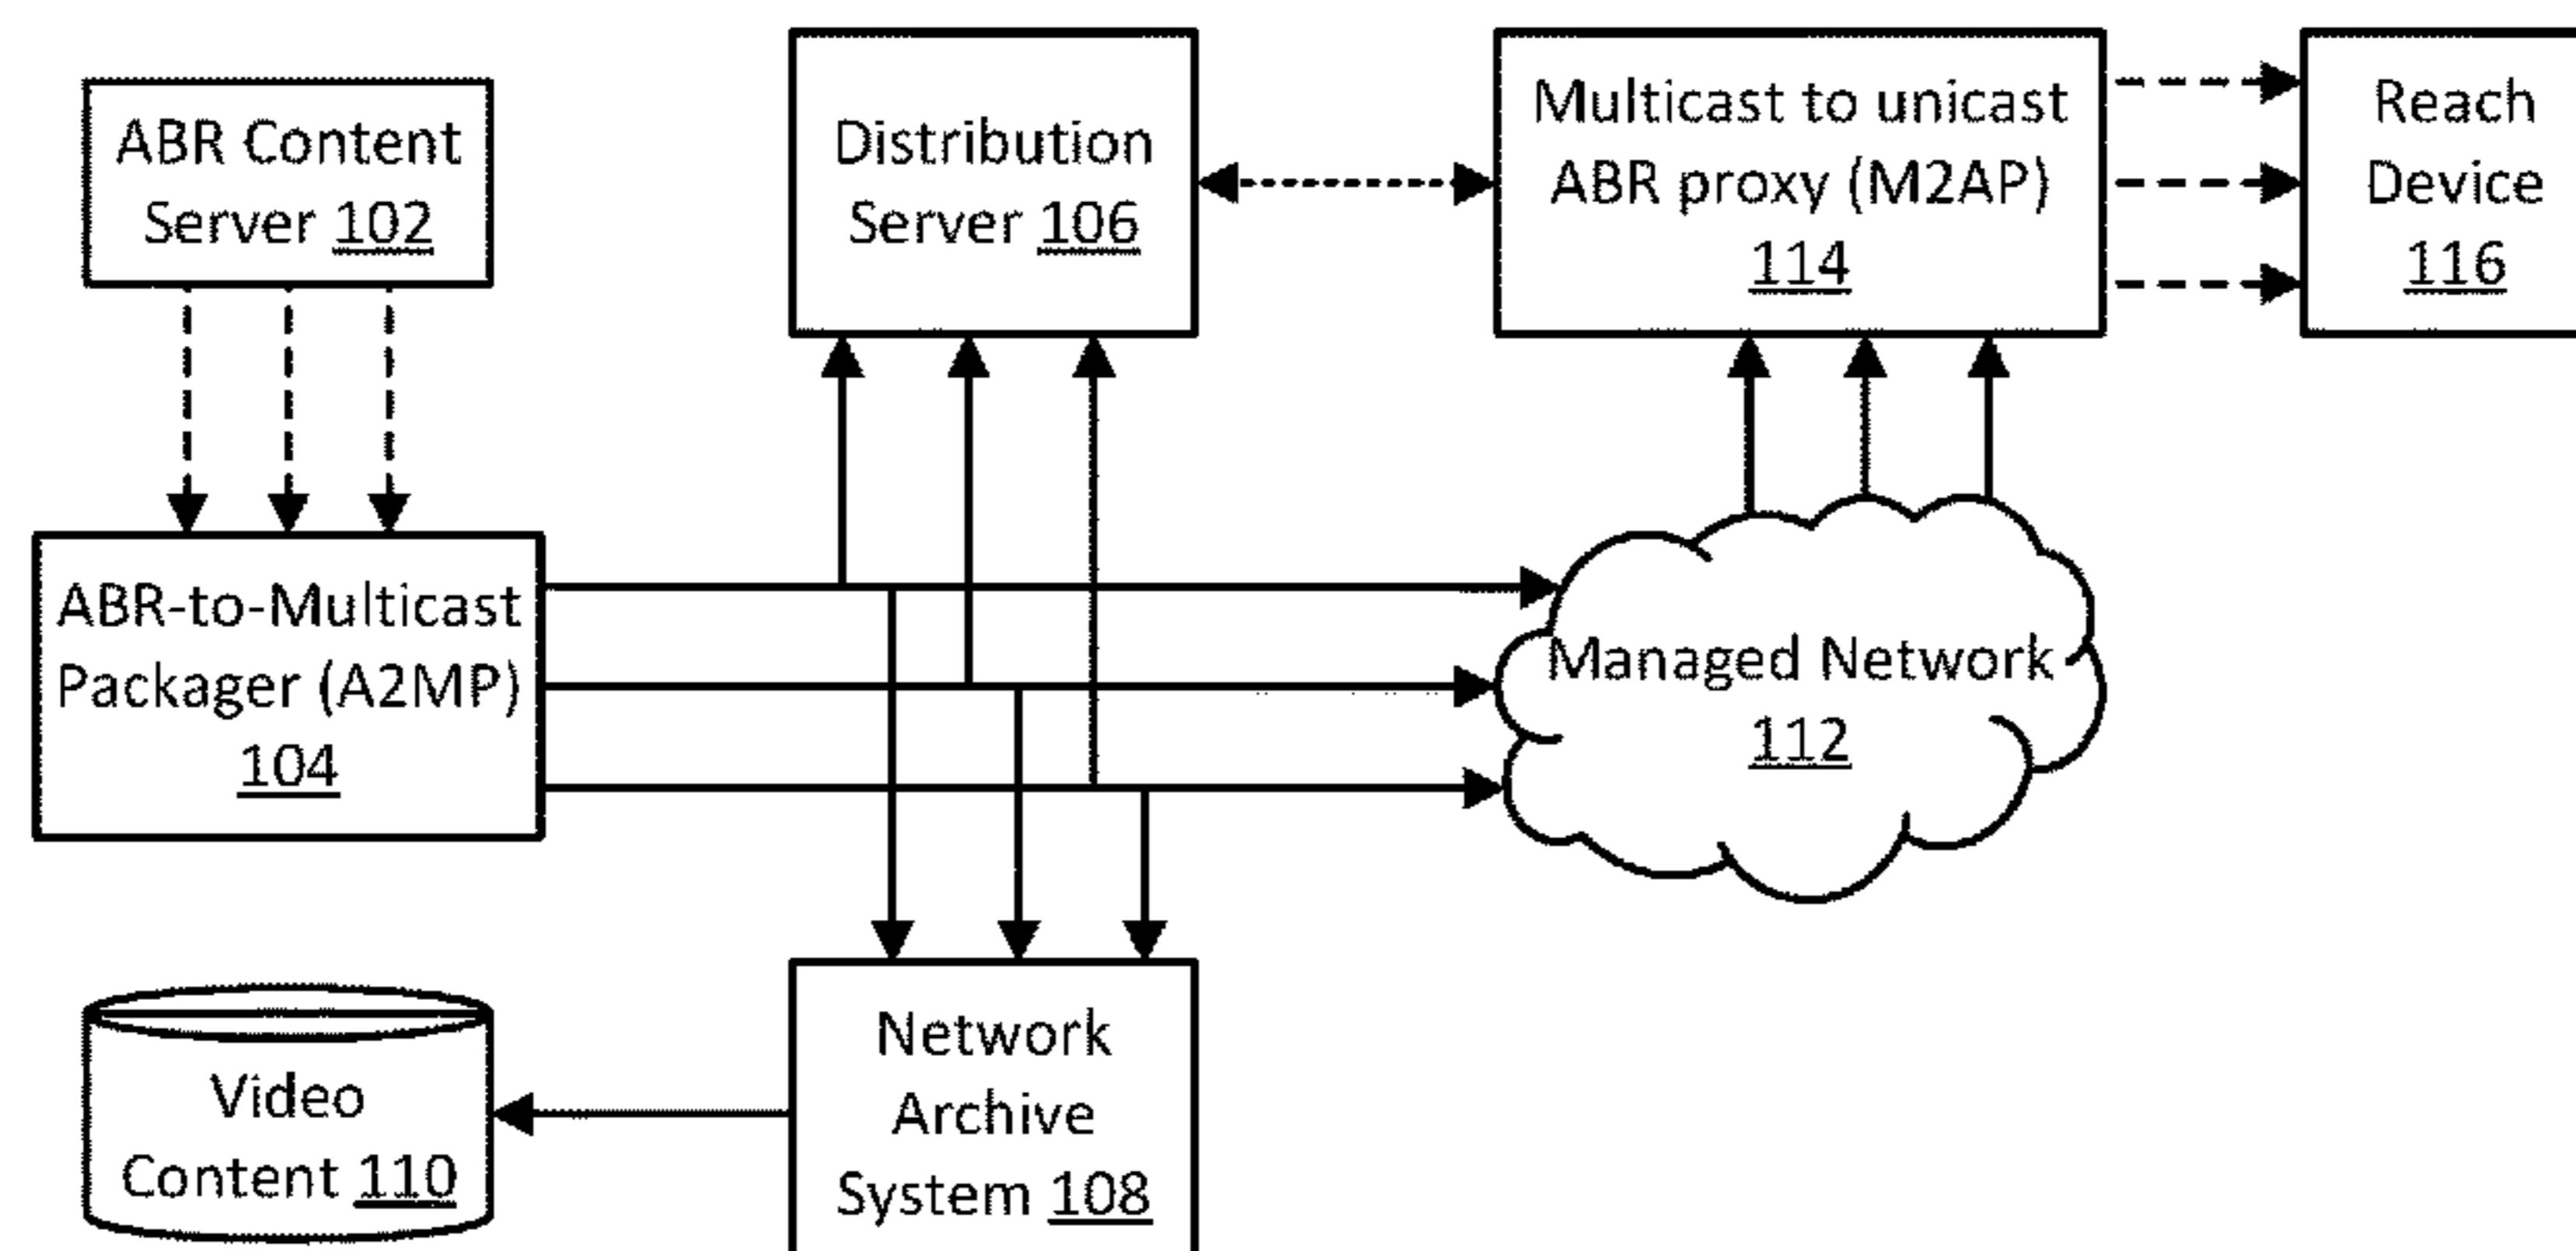 ABR Content
Server 102
Distribution
Server 106
Multicast to unicast
ABR proxy (M2AP)
114
Reach
Device
116
ABR-to-Multicast
Packager (A2MP)
104
Managed Network
112
Video
Content 110
Network
Archive
System 108